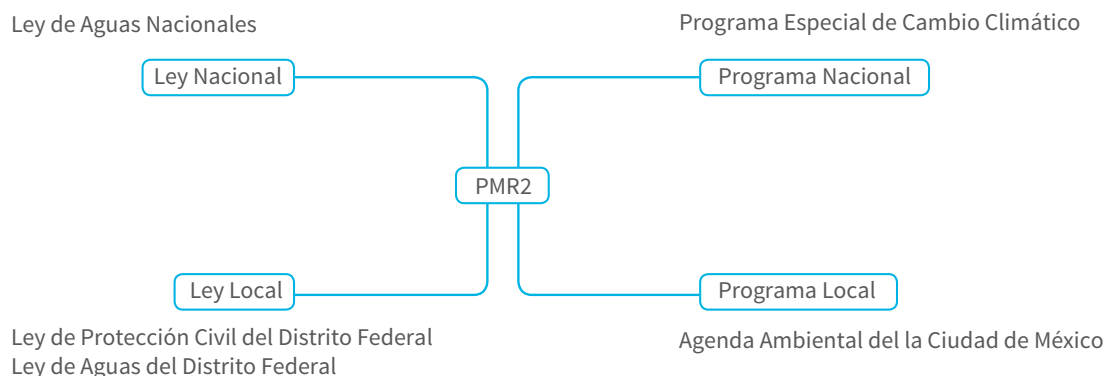 Ley de Aguas Nacionales
Programa Especial de Cambio Climático
Ley Nacional
Programa Nacional
PMR2
Ley Local
Programa Local
Ley de Protección Civil del Distrito Federal
Agenda Ambiental del la Ciudad de México
Ley de Aguas del Distrito Federal